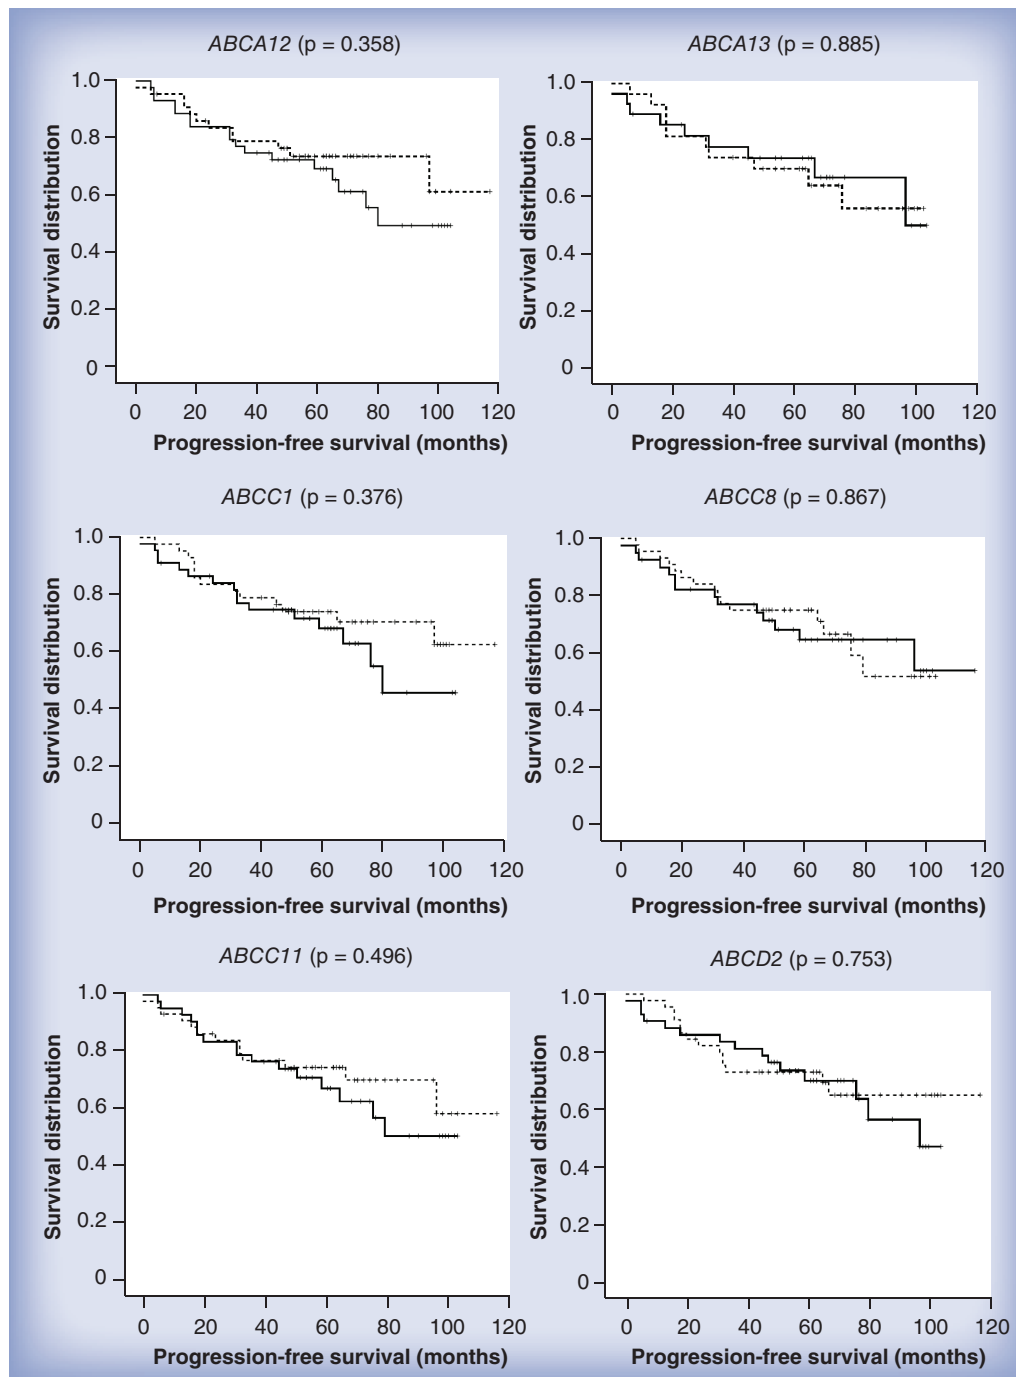 ABCA12 (p = 0.358)
1.0
0.8
0.6
0.4
0.2
0
Survival distribution
0 20 40 60 80 100 120
Progression-free survival (months)
ABCA13 (p = 0.885)
1.0
0.8
0.6
0.4
0.2
0
Survival distribution
0 20 40 60 80 100 120
Progression-free survival (months)
ABCC1 (p = 0.376)
1.0
0.8
0.6
0.4
0.2
0
Survival distribution
0 20 40 60 80 100 120
Progression-free survival (months)
ABCC8 (p = 0.867)
1.0
0.8
0.6
0.4
0.2
0
Survival distribution
0 20 40 60 80 100 120
Progression-free survival (months)
ABCC11 (p = 0.496)
1.0
0.8
0.6
0.4
0.2
0
Survival distribution
0 20 40 60 80 100 120
Progression-free survival (months)
ABCD2 (p = 0.753)
1.0
0.8
0.6
0.4
0.2
0
Survival distribution
0 20 40 60 80 100 120
Progression-free survival (months)